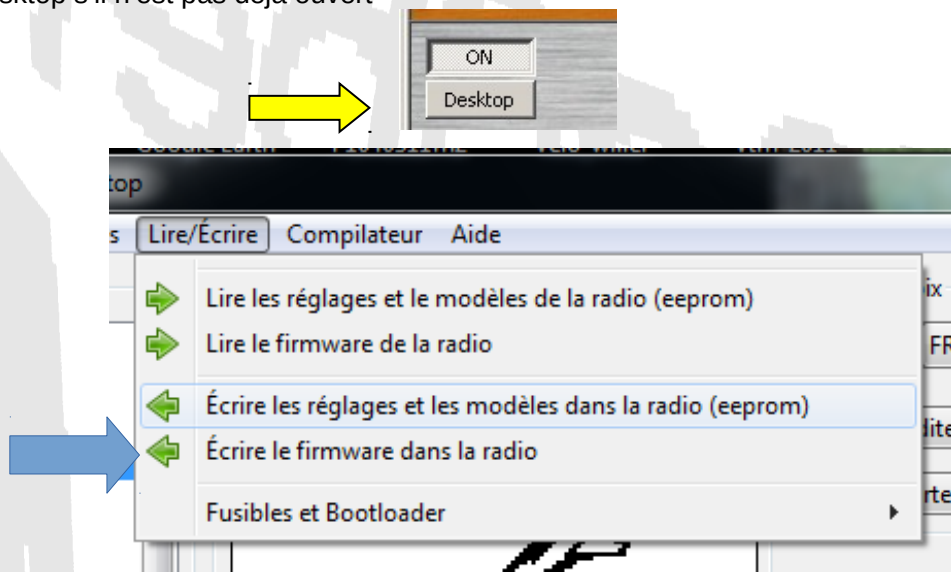 s'il n'est pas déjà ouvert
ON
Desktop
top
s Lire/Écrire Compilateur Aide
Lire les réglages et le modèles de la radio (eeprom)
Lire le firmware de la radio
FR
Écrire les réglages et les modèles dans la radio (eeprom)
Écrire le firmware dans la radio
Fusibles et Bootloader